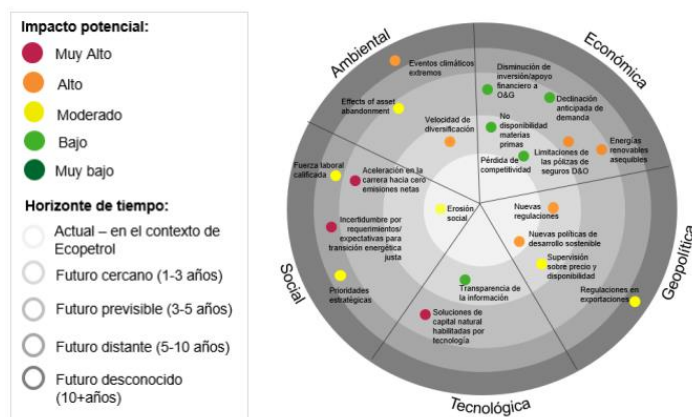 Impacto potencial:
Muy Alto
Alto
Moderado
Bajo
Muy bajo
Horizonte de tiempo:
Actual – en el contexto de
Ecopetrol
Futuro cercano (1-3 años)
Futuro previsible (3-5 años)
Futuro distante (5-10 años)
Futuro desconocido
(10+años)
Ambiental
Eventos climáticos
extremos
Effects of asset
abandonment
Velocidad de
diversificación
Económica
Disminución de
inversión/apoyo
financiero a
O&G
Declinación
anticipada de
demanda
No
disponibilidad
materias
primas
Energías
renovables
asequibles
Limitaciones de
las pólizas de
seguros D&O
Pérdida de
competitividad
Social
Fuerza laboral
calificada
Aceleración en la
carrera hacia cero
emisiones netas
Erosión
social
Incertidumbre por
requerimientos/
expectativas para
transición energética
justa
Prioridades
estratégicas
Geopolítica
Nuevas
regulaciones
Nuevas políticas de
desarrollo sostenible
Supervisión
sobre precio y
disponibilidad
Regulaciones en
exportaciones
Tecnológica
Transparencia de
la información
Soluciones de
capital natural
habilitadas por
tecnología